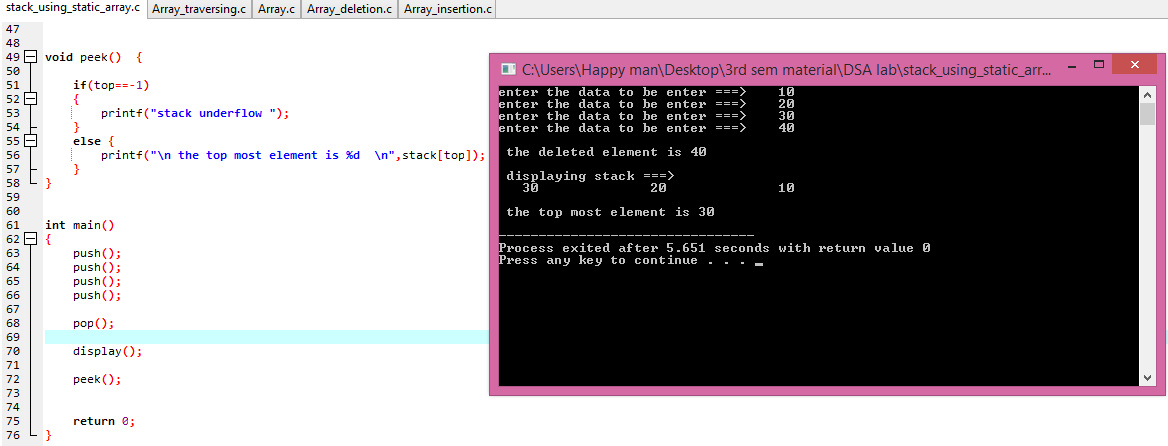 stack_using_static_array.c Array_traversing.c Array.c Array_deletion.c Array_insertion.c
47
48
49 void peek() {
50
51 if(top==-1)
52 {
53 printf("stack underflow ");
54 }
55 else {
56 printf("\n the top most element is %d \n",stack[top]);
57 }
58 }
59
60
61 int main()
62 {
63 push();
64 push();
65 push();
66 push();
67
68 pop();
69
70 display();
71
72 peek();
73
74
75 return 0;
76 }
C:\Users\Happy man\Desktop\3rd sem material\DSA lab\stack_using_static_arr...
enter the data to be enter ===> 10
enter the data to be enter ===> 20
enter the data to be enter ===> 30
enter the data to be enter ===> 40
the deleted element is 40
displaying stack ===>
30 20 10
the top most element is 30
--------------------------------
Process exited after 5.651 seconds with return value 0
Press any key to continue . . . _